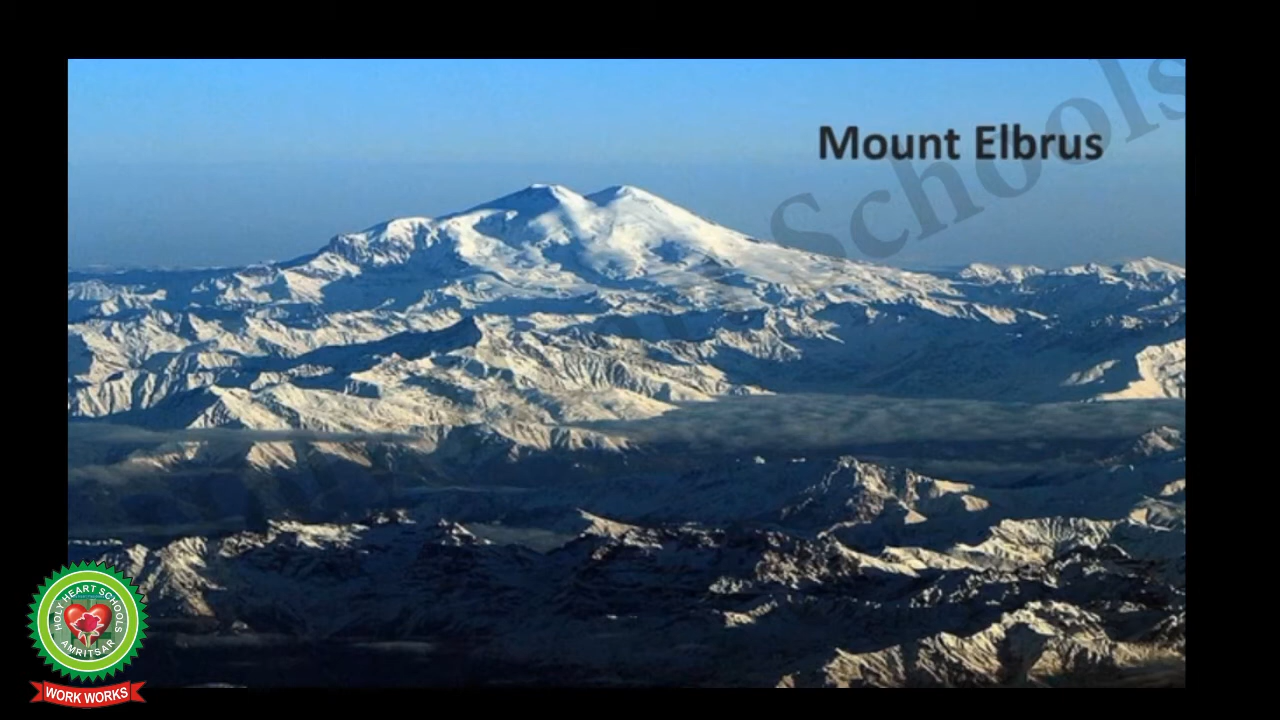 Mount Elbrus
Schools
HOLY HEART SCHOOLS
AMRITSAR
WORK WORKS